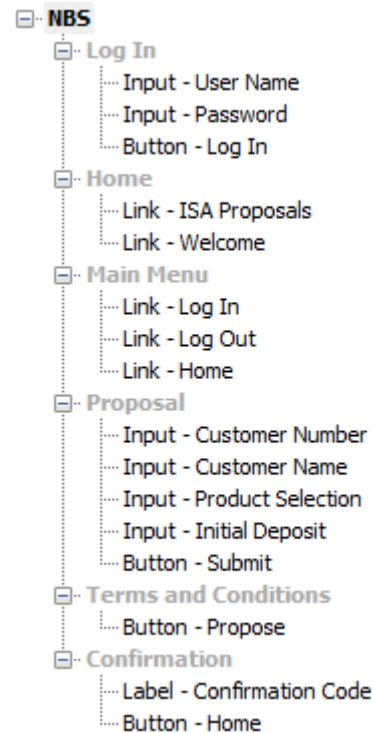 NBS
Log In
Input - User Name
Input - Password
Button - Log In
Home
Link - ISA Proposals
Link - Welcome
Main Menu
Link - Log In
Link - Log Out
Link - Home
Proposal
Input - Customer Number
Input - Customer Name
Input - Product Selection
Input - Initial Deposit
Button - Submit
Terms and Conditions
Button - Propose
Confirmation
Label - Confirmation Code
Button - Home